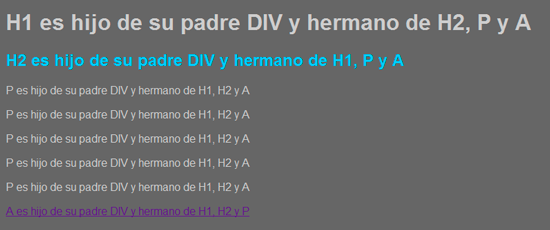 H1 es hijo de su padre DIV y hermano de H2, P y A
H2 es hijo de su padre DIV y hermano de H1, P y A
P es hijo de su padre DIV y hermano de H1, H2 y A
P es hijo de su padre DIV y hermano de H1, H2 y A
P es hijo de su padre DIV y hermano de H1, H2 y A
P es hijo de su padre DIV y hermano de H1, H2 y A
P es hijo de su padre DIV y hermano de H1, H2 y A
A es hijo de su padre DIV y hermano de H1, H2 y P